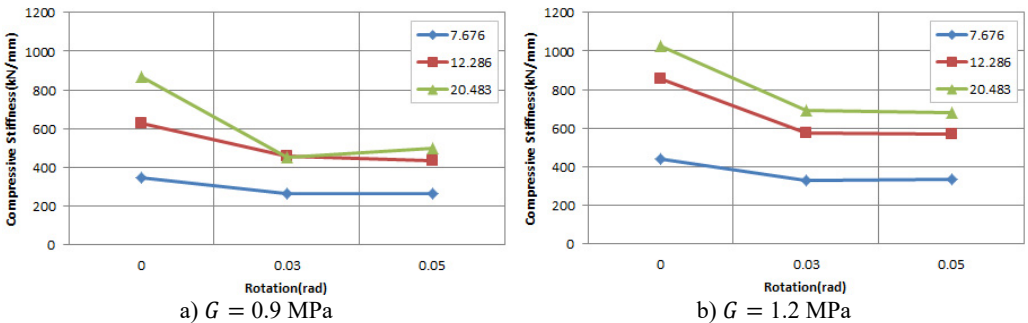 Compressive Stiffness(kN/mm)
1200
1000
800
600
400
200
0
7.676
12.286
20.483
0 0.03 0.05
Rotation(rad)
a) G = 0.9 MPa
Compressive Stiffness(kN/mm)
1200
1000
800
600
400
200
0
7.676
12.286
20.483
0 0.03 0.05
Rotation(rad)
b) G = 1.2 MPa